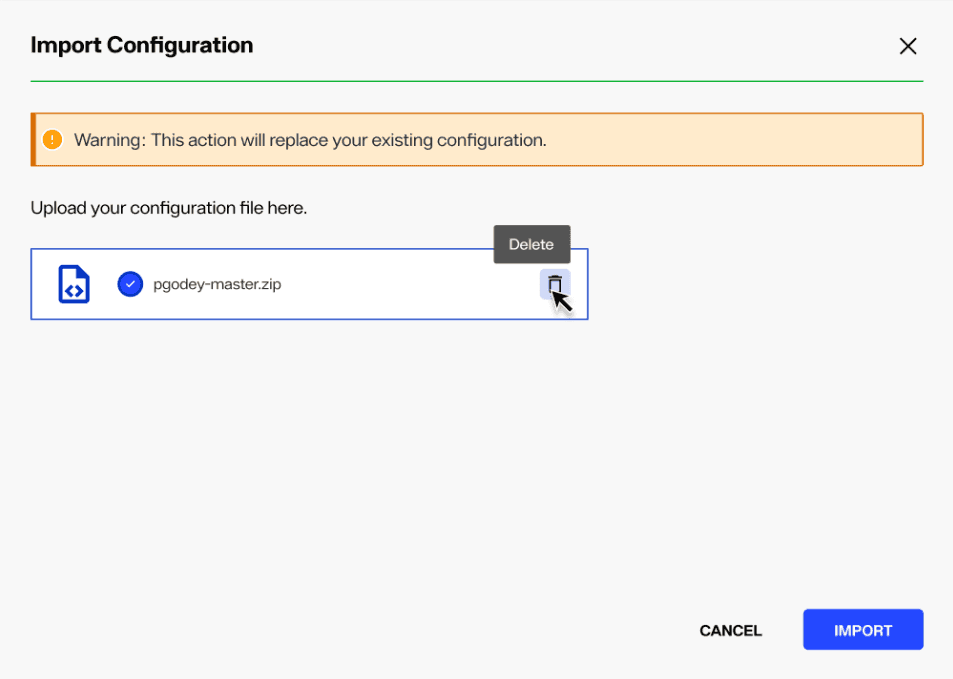 Import Configuration
Warning: This action will replace your existing configuration.
Upload your configuration file here.
Delete
pgodey-master.zip
CANCEL
IMPORT